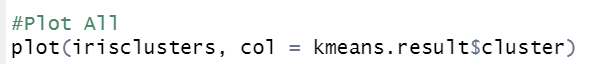 #Plot All
plot(irisclusters, col = kmeans.result$cluster)